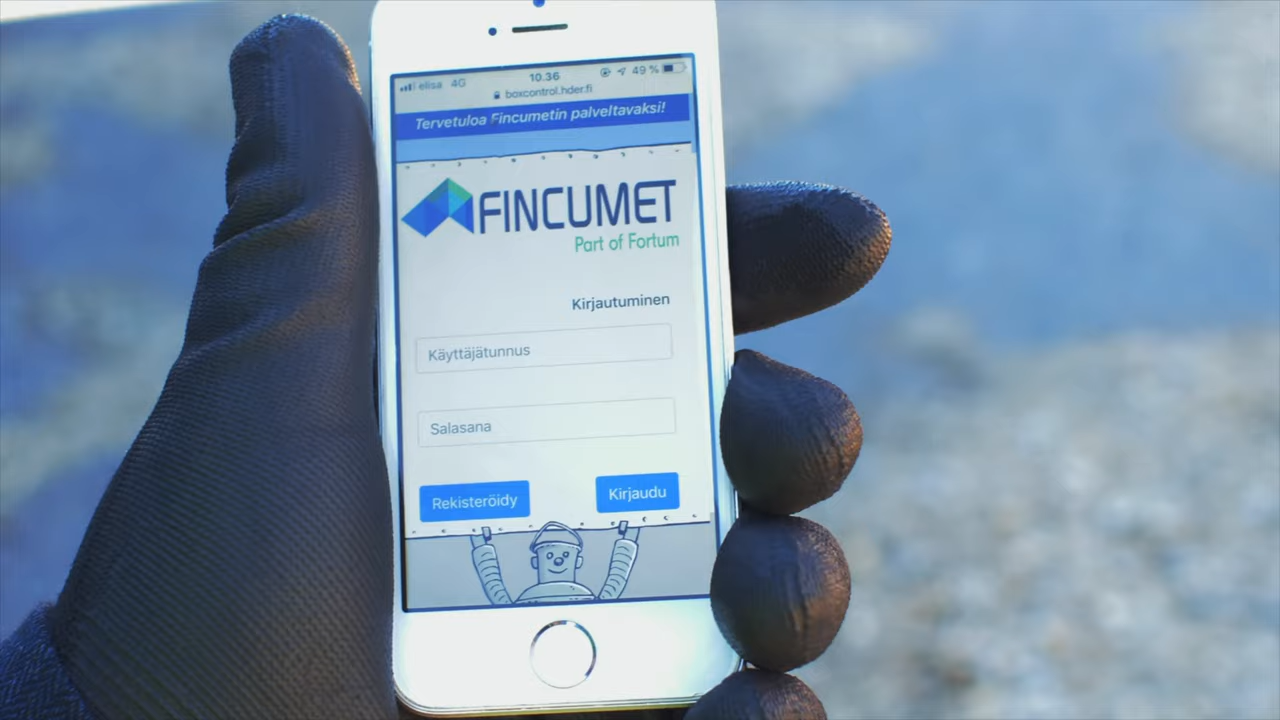 elisa 4G 10.36 49 %
boxcontrol.hder.fi
Tervetuloa Fincumetin palveltavaksi!
FINCUMET
Part of Fortum
Kirjautuminen
Käyttäjätunnus
Salasana
Rekisteröidy Kirjaudu